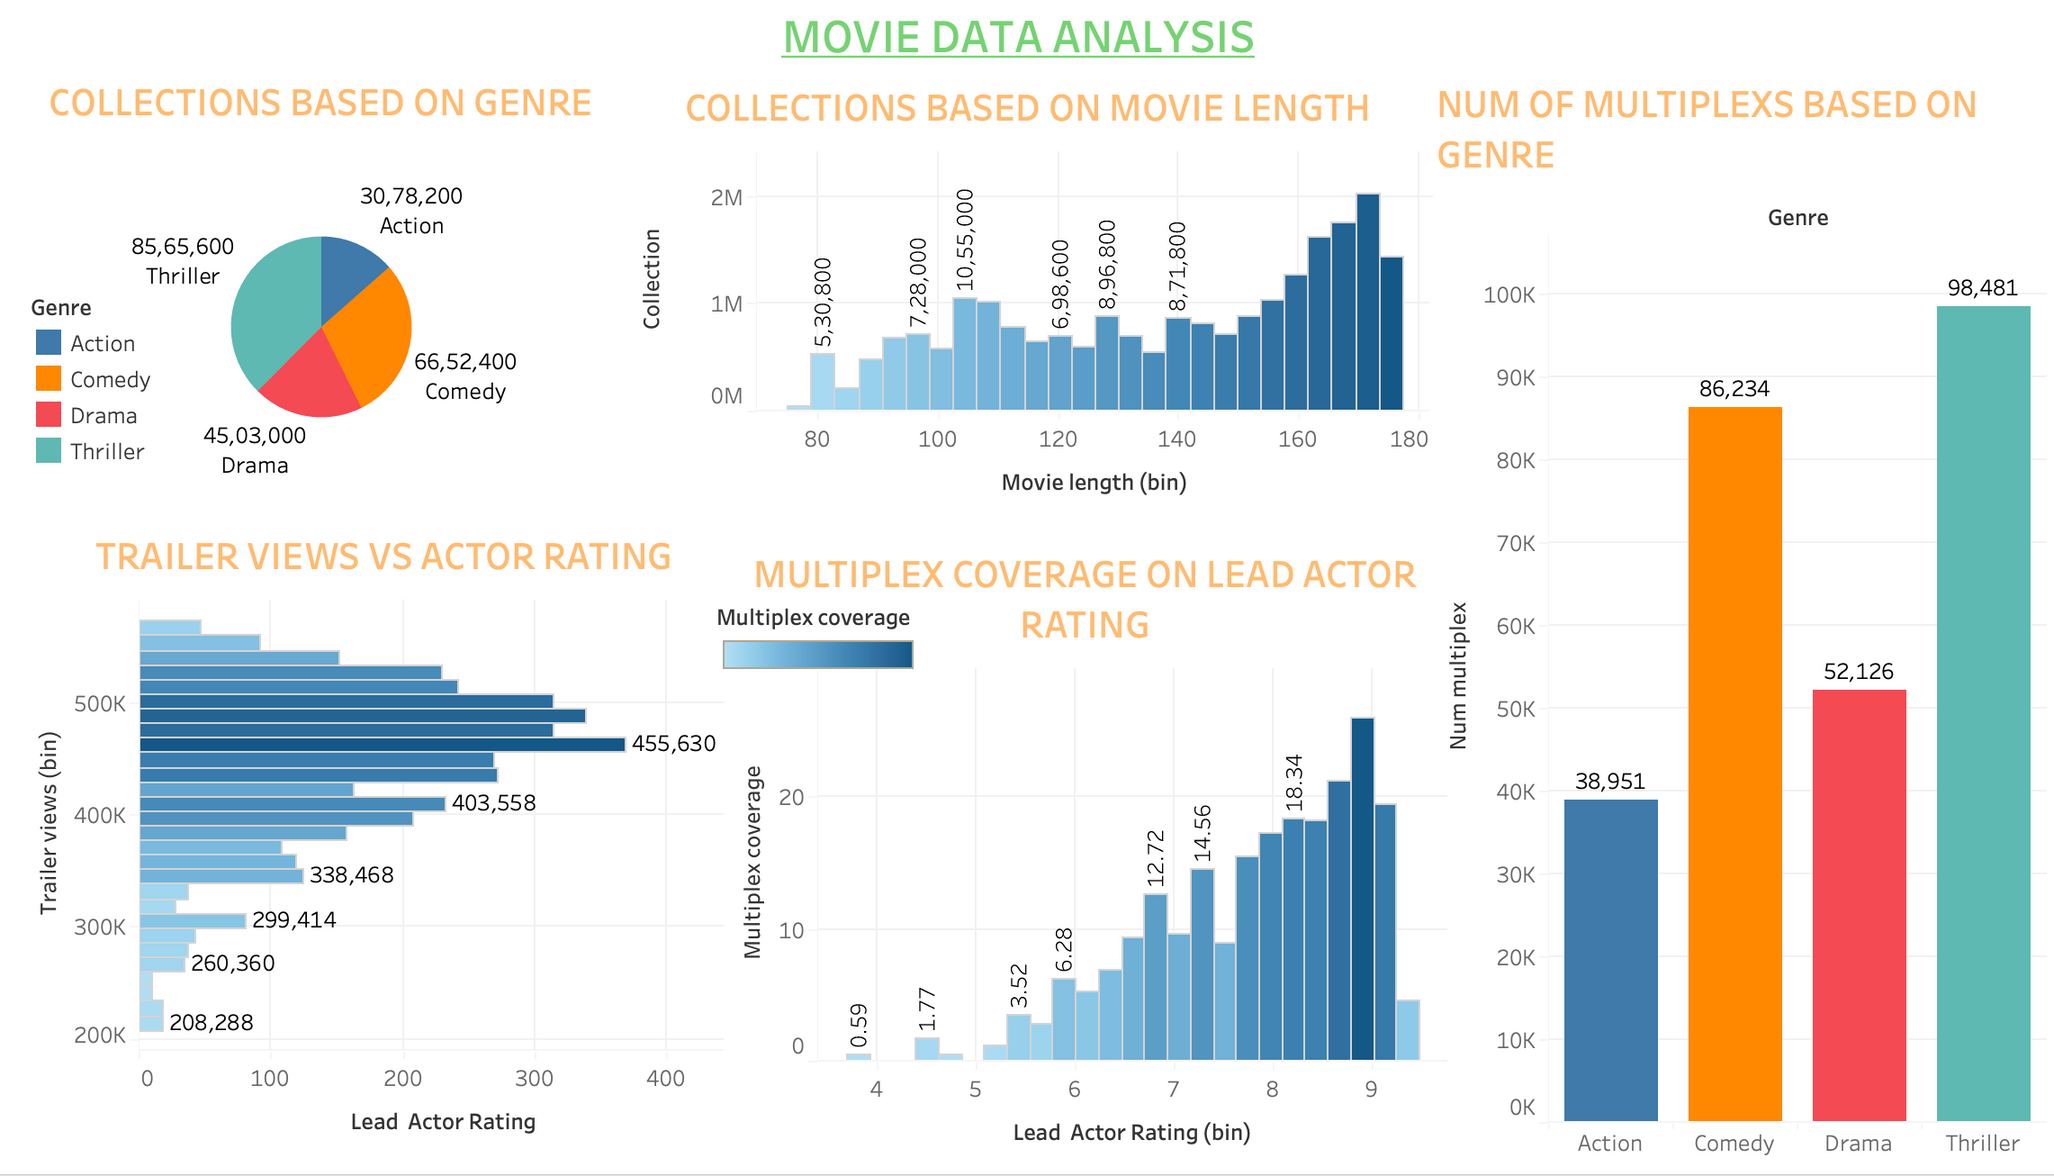 MOVIE DATA ANALYSIS
COLLECTIONS BASED ON GENRE
30,78,200
Action
85,65,600
Thriller
66,52,400
Comedy
45,03,000
Drama
Genre
Action
Comedy
Drama
Thriller
COLLECTIONS BASED ON MOVIE LENGTH
Collection
2M
1M
0M
5,30,800
7,28,000
10,55,000
6,98,600
8,96,800
8,71,800
80
100
120
140
160
180
Movie length (bin)
NUM OF MULTIPLEXS BASED ON
GENRE
Genre
Num multiplex
100K
90K
80K
70K
60K
50K
40K
30K
20K
10K
0K
38,951
86,234
52,126
98,481
Action
Comedy
Drama
Thriller
TRAILER VIEWS VS ACTOR RATING
Trailer views (bin)
500K
400K
300K
200K
455,630
403,558
338,468
299,414
260,360
208,288
0
100
200
300
400
Lead Actor Rating
MULTIPLEX COVERAGE ON LEAD ACTOR
RATING
Multiplex coverage
Multiplex coverage
20
10
0
0.59
1.77
3.52
6.28
12.72
14.56
18.34
4
5
6
7
8
9
Lead Actor Rating (bin)